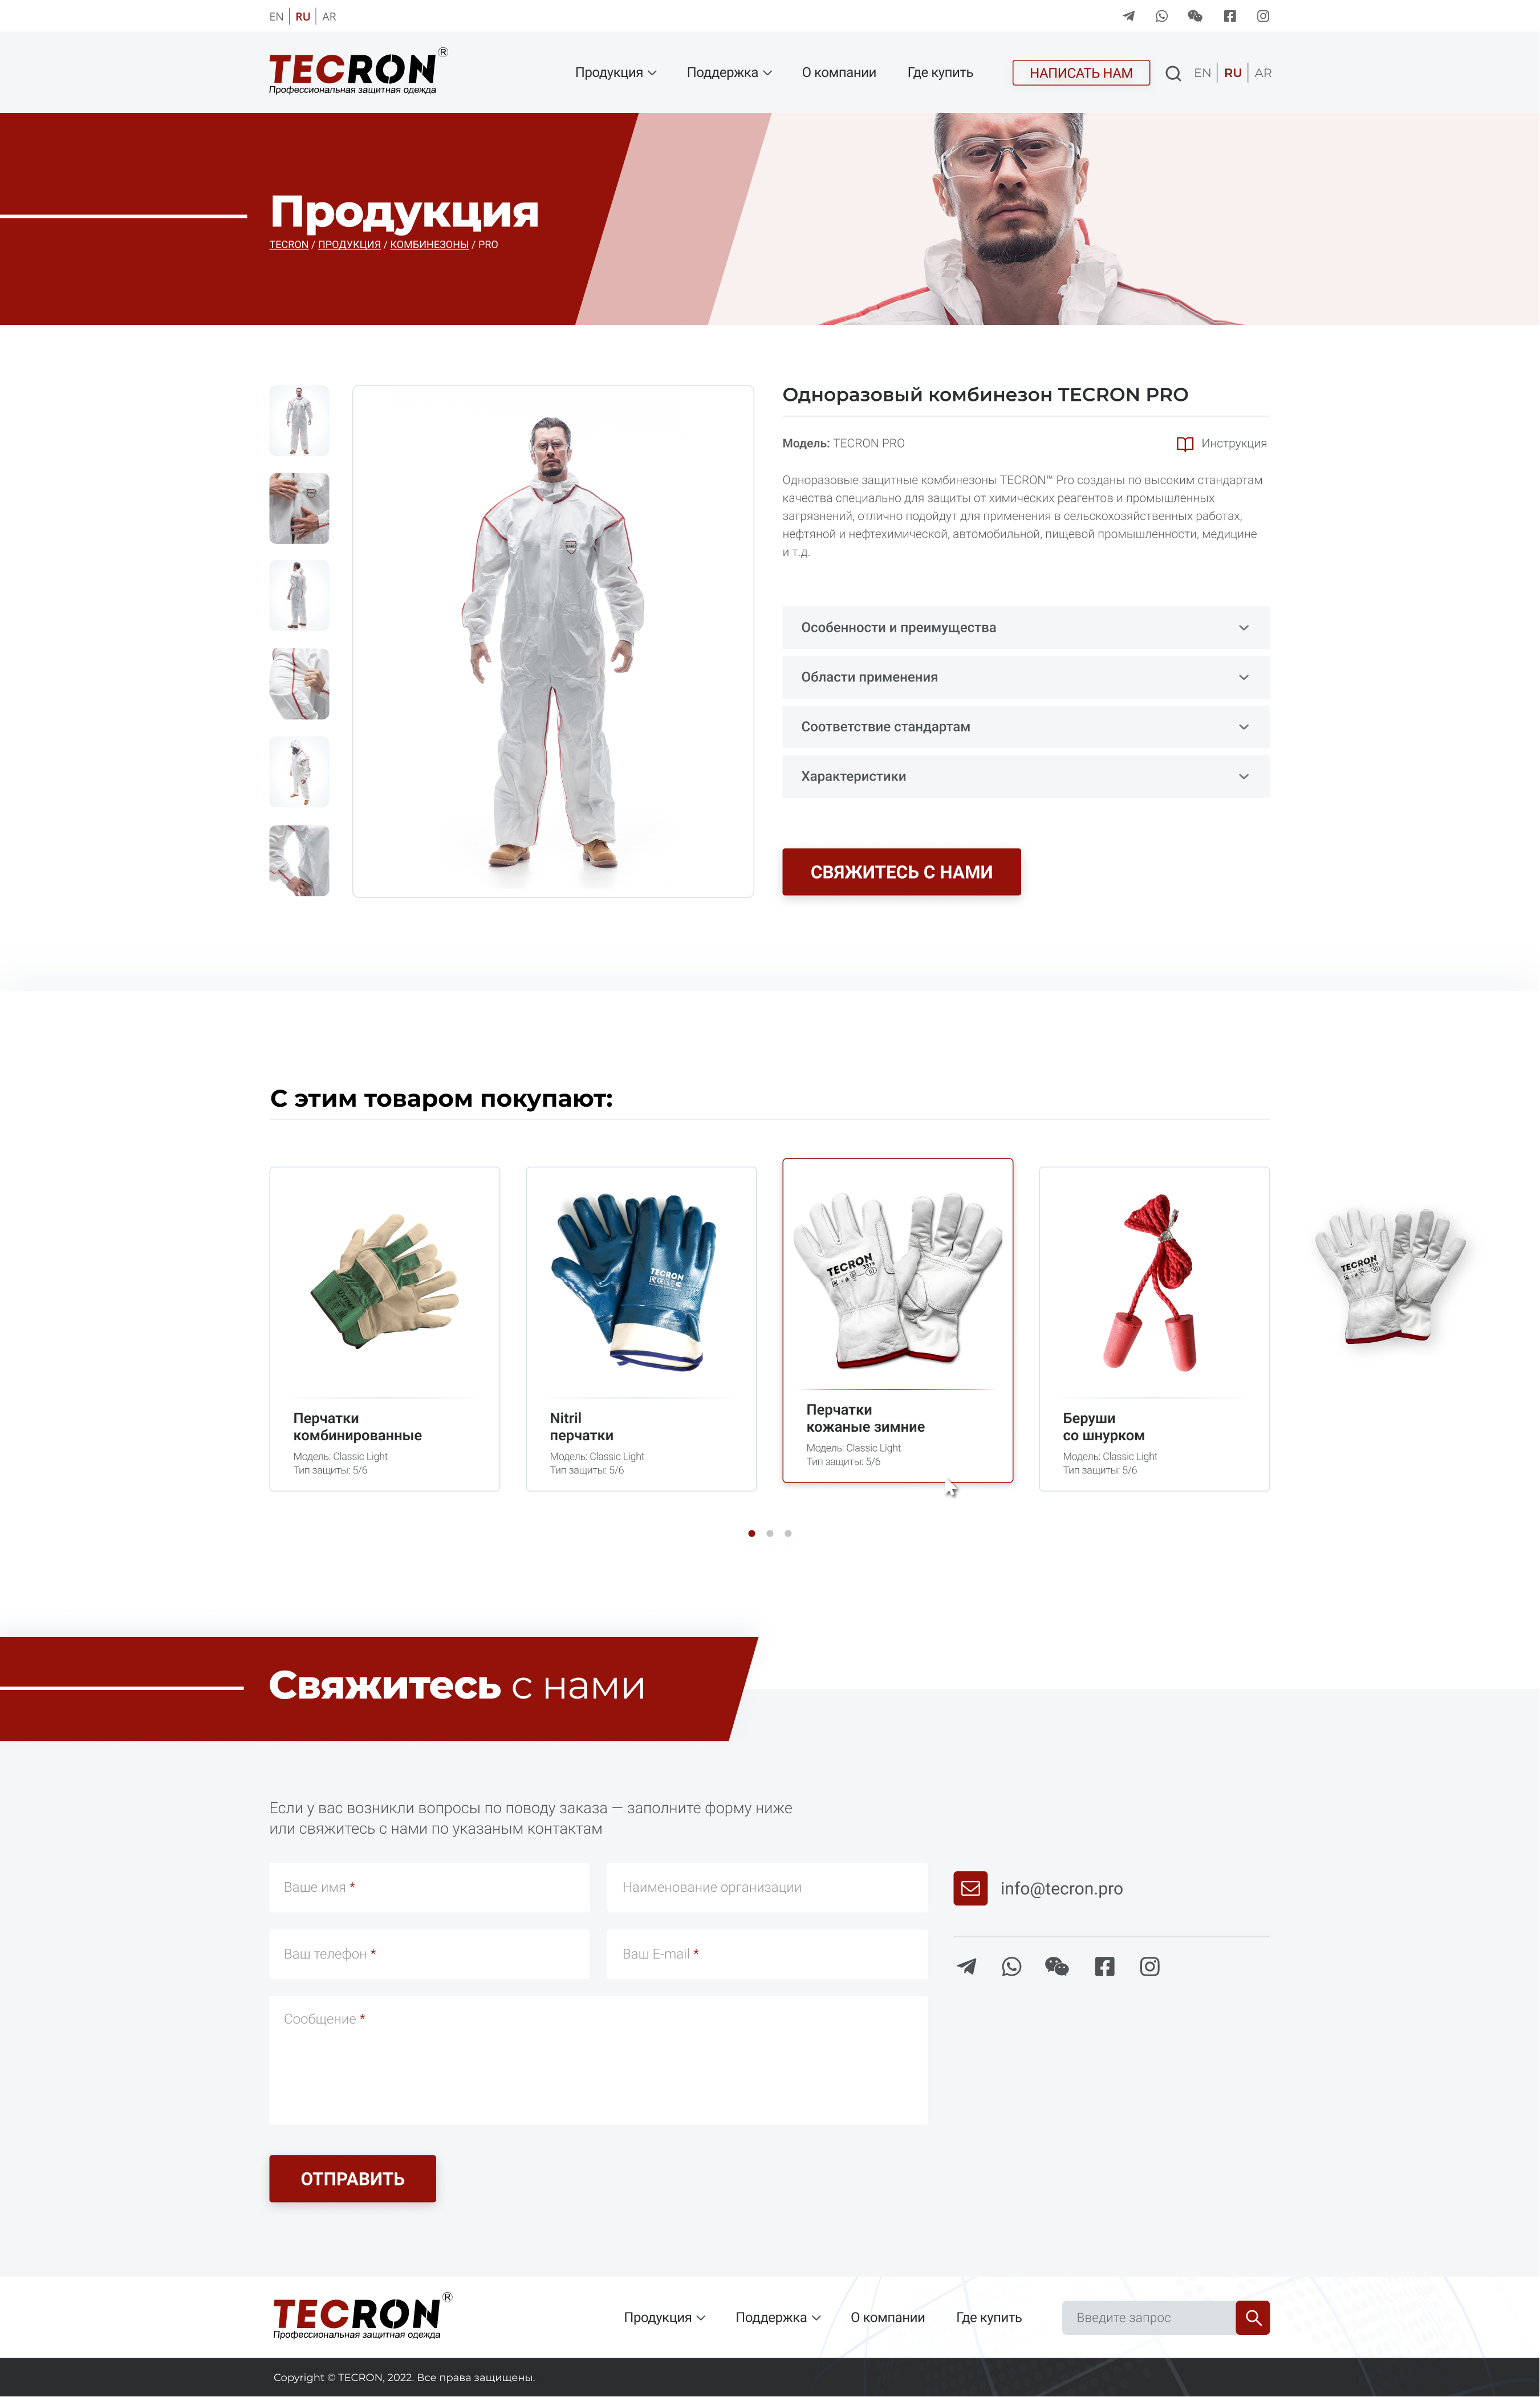 EN RU AR
TECRON®
Профессиональная защитная одежда
Продукция Поддержка О компании Где купить НАПИСАТЬ НАМ EN RU AR
Продукция
TECRON / ПРОДУКЦИЯ / КОМБИНЕЗОНЫ / PRO
Одноразовый комбинезон TECRON PRO
Модель: TECRON PRO
Инструкция
Одноразовые защитные комбинезоны TECRON™ Pro созданы по высоким стандартам
качества специально для защиты от химических реагентов и промышленных
загрязнений, отлично подойдут для применения в сельскохозяйственных работах,
нефтяной и нефтехимической, автомобильной, пищевой промышленности, медицине
и т.д.
Особенности и преимущества
Области применения
Соответствие стандартам
Характеристики
СВЯЖИТЕСЬ С НАМИ
С этим товаром покупают:
ULTIMA
Перчатки
комбинированные
Модель: Classic Light
Тип защиты: 5/6
TECRON
Nitril
перчатки
Модель: Classic Light
Тип защиты: 5/6
TECRON
3319
10
Перчатки
кожаные зимние
Модель: Classic Light
Тип защиты: 5/6
Беруши
со шнурком
Модель: Classic Light
Тип защиты: 5/6
TECRON
3319
10
Свяжитесь с нами
Если у вас возникли вопросы по поводу заказа — заполните форму ниже
или свяжитесь с нами по указаным контактам
Ваше имя *
Наименование организации
Ваш телефон *
Ваш E-mail *
Сообщение *
info@tecron.pro
ОТПРАВИТЬ
TECRON®
Профессиональная защитная одежда
Продукция Поддержка О компании Где купить Введите запрос
Copyright © TECRON, 2022. Все права защищены.